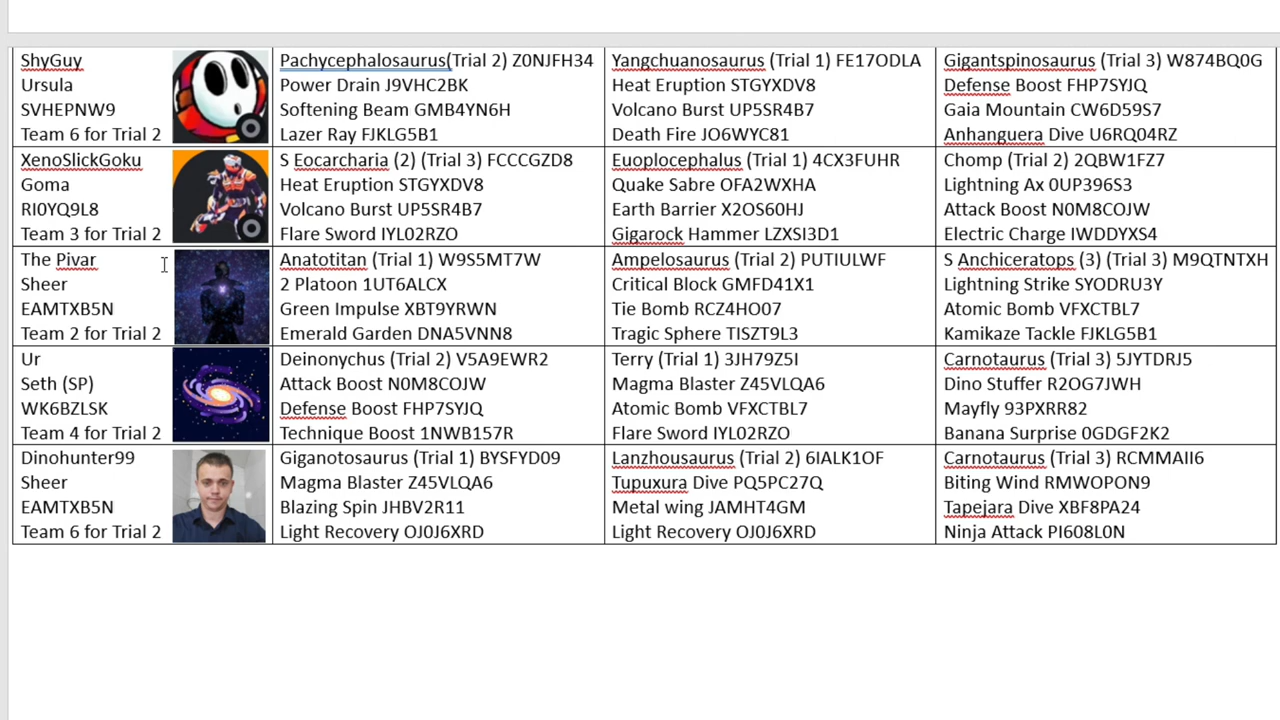 ShyGuy
Ursula
SVHEPNW9
Team 6 for Trial 2
Pachycephalosaurus(Trial 2) Z0NJFH34
Power Drain J9VHC2BK
Softening Beam GMB4YN6H
Lazer Ray FJKLG5B1
Yangchuanosaurus (Trial 1) FE17ODLA
Heat Eruption STGYXDV8
Volcano Burst UP5SR4B7
Death Fire JO6WYC81
Gigantspinosaurus (Trial 3) W874BQ0G
Defense Boost FHP7SYJQ
Gaia Mountain CW6D59S7
Anhanguera Dive U6RQ04RZ
XenoSlickGoku
Goma
RI0YQ9L8
Team 3 for Trial 2
S Eocarcharia (2) (Trial 3) FCCCGZD8
Heat Eruption STGYXDV8
Volcano Burst UP5SR4B7
Flare Sword IYL02RZO
Euoplocephalus (Trial 1) 4CX3FUHR
Quake Sabre OFA2WXHA
Earth Barrier X2OS60HJ
Gigarock Hammer LZXSI3D1
Chomp (Trial 2) 2QBW1FZ7
Lightning Ax 0UP396S3
Attack Boost N0M8COJW
Electric Charge IWDDYXS4
The Pivar
Sheer
EAMTXB5N
Team 2 for Trial 2
Anatotitan (Trial 1) W9S5MT7W
2 Platoon 1UT6ALCX
Green Impulse XBT9YRWN
Emerald Garden DNA5VNN8
Ampelosaurus (Trial 2) PUTIULWF
Critical Block GMFD41X1
Tie Bomb RCZ4HO07
Tragic Sphere TISZT9L3
S Anchiceratops (3) (Trial 3) M9QTNTXH
Lightning Strike SYODRU3Y
Atomic Bomb VFXCTBL7
Kamikaze Tackle FJKLG5B1
Ur
Seth (SP)
WK6BZLSK
Team 4 for Trial 2
Deinonychus (Trial 2) V5A9EWR2
Attack Boost N0M8COJW
Defense Boost FHP7SYJQ
Technique Boost 1NWB157R
Terry (Trial 1) 3JH79Z5I
Magma Blaster Z45VLQA6
Atomic Bomb VFXCTBL7
Flare Sword IYL02RZO
Carnotaurus (Trial 3) 5JYTDRJ5
Dino Stuffer R2OG7JWH
Mayfly 93PXRR82
Banana Surprise 0GDGF2K2
Dinohunter99
Sheer
EAMTXB5N
Team 6 for Trial 2
Giganotosaurus (Trial 1) BYSFYD09
Magma Blaster Z45VLQA6
Blazing Spin JHBV2R11
Light Recovery OJ0J6XRD
Lanzhousaurus (Trial 2) 6IALK1OF
Tupuxura Dive PQ5PC27Q
Metal wing JAMHT4GM
Light Recovery OJ0J6XRD
Carnotaurus (Trial 3) RCMMAII6
Biting Wind RMWOPON9
Tapejara Dive XBF8PA24
Ninja Attack PI608L0N